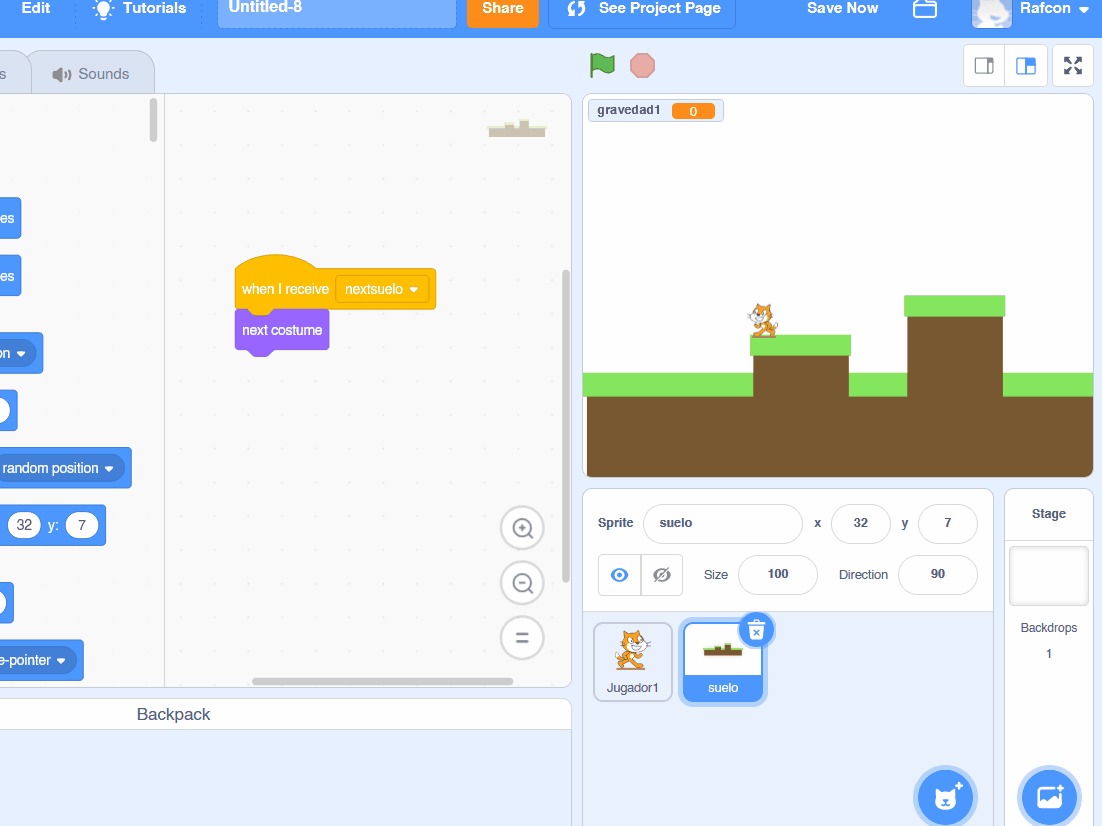 Edit Tutorials Untitled-8 Share See Project Page Save Now Rafcon
s Sounds
gravedad1 0
es
es
when I receive nextsuelo
next costume
on
random position
32 y: 7
e-pointer
Sprite suelo x 32 y 7
Size 100 Direction 90
Jugador1 suelo
Stage
Backdrops
1
Backpack